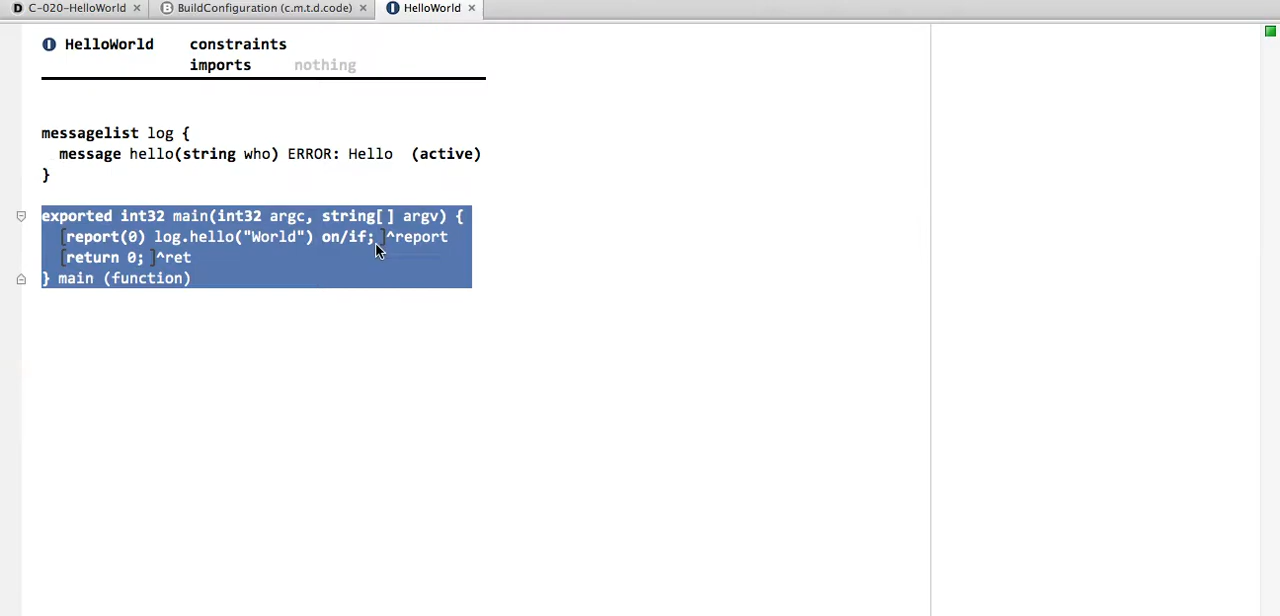 C-020-HelloWorld BuildConfiguration (c.m.t.d.code) HelloWorld
HelloWorld constraints
imports nothing
messagelist log {
message hello(string who) ERROR: Hello (active)
}
exported int32 main(int32 argc, string[] argv) {
[report(0) log.hello("World") on/if; ]^report
[return 0; ]^ret
} main (function)